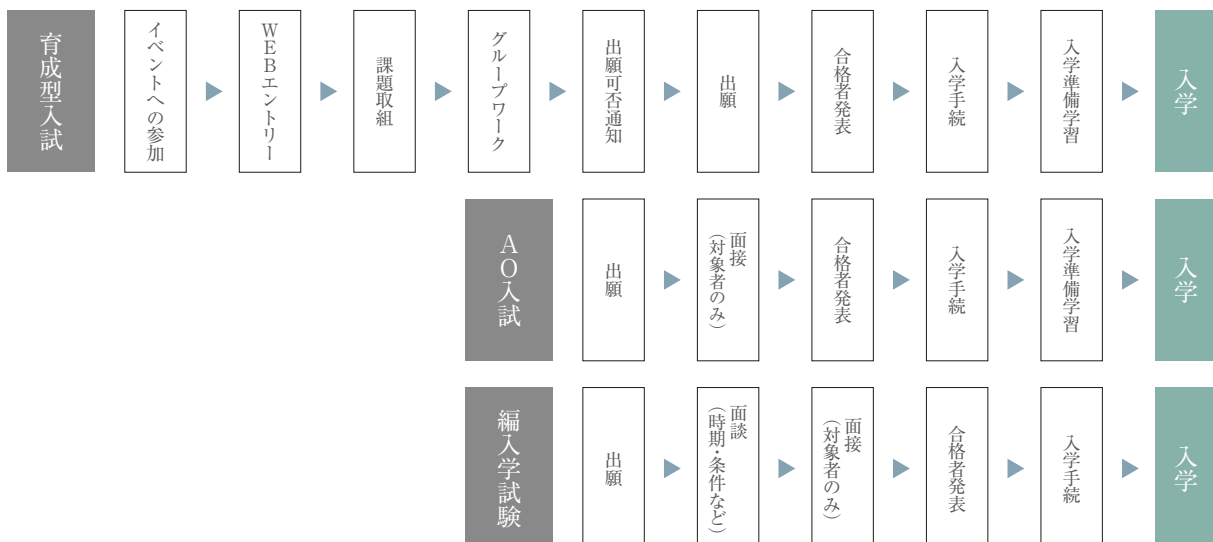 育成型入試
イベントへの参加
WEBエントリー
課題取組
グループワーク
出願可否通知
出願
合格者発表
入学手続
入学準備学習
入学
AO入試
出願
面接
（対象者のみ）
合格者発表
入学手続
入学準備学習
入学
編入学試験
出願
面談
（時期・条件など）
面接
（対象者のみ）
合格者発表
入学手続
入学